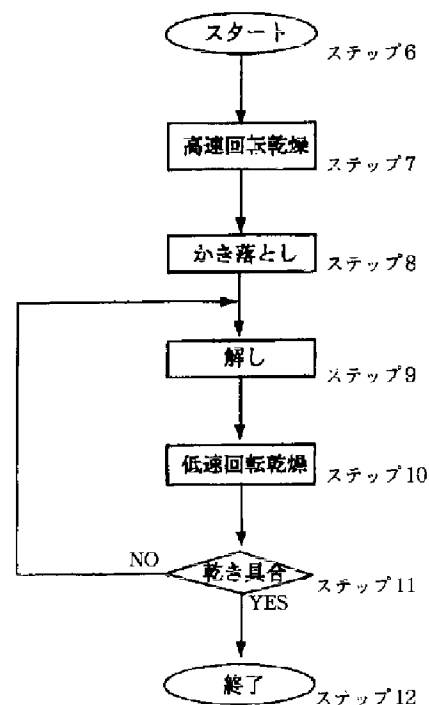 スタート
ステップ6
高速回転乾燥
ステップ7
かき落とし
ステップ8
解し
ステップ9
低速回転乾燥
ステップ10
乾き具合
ステップ11
NO
YES
終了
ステップ12